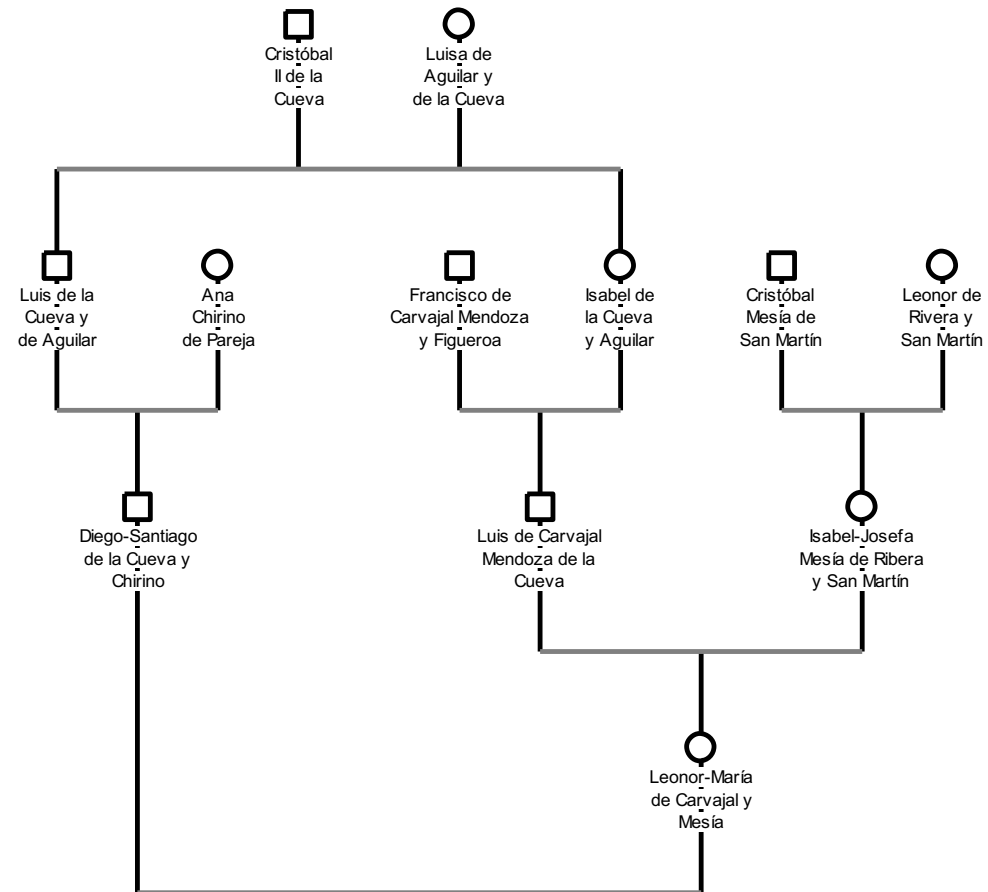 Cristóbal
II de la
Cueva
Luisa de
Aguilar y
de la Cueva
Luis de la
Cueva y
de Aguilar
Ana
Chirino
de Pareja
Francisco de
Carvajal Mendoza
y Figueroa
Isabel de
la Cueva
y Aguilar
Cristóbal
Mesía de
San Martín
Leonor de
Rivera y
San Martín
Diego-Santiago
de la Cueva y
Chirino
Luis de Carvajal
Mendoza de la
Cueva
Isabel-Josefa
Mesía de Ribera
y San Martín
Leonor-María
de Carvajal y
Mesía